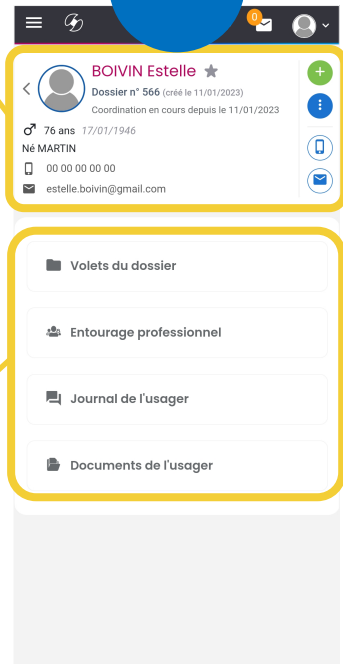 0
BOIVIN Estelle
Dossier n° 566 (créé le 11/01/2023)
Coordination en cours depuis le 11/01/2023
76 ans 17/01/1946
Né MARTIN
00 00 00 00 00
estelle.boivin@gmail.com
Volets du dossier
Entourage professionnel
Journal de l'usager
Documents de l'usager